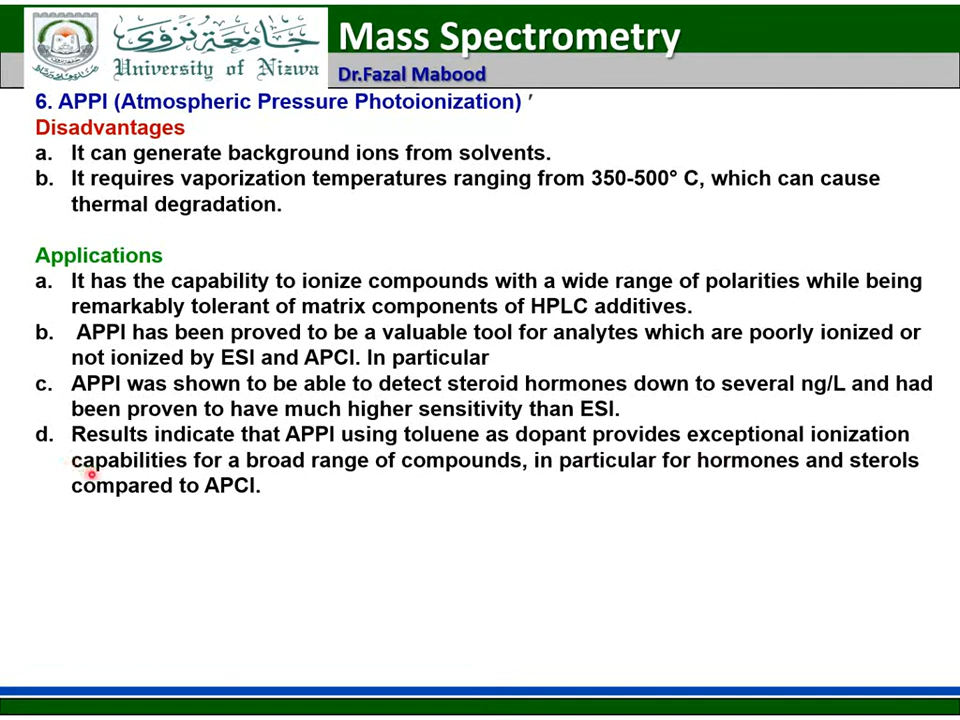 جامعة نزوى
University of Nizwa
Mass Spectrometry
Dr.Fazal Mabood
6. APPI (Atmospheric Pressure Photoionization) ′
Disadvantages
a. It can generate background ions from solvents.
b. It requires vaporization temperatures ranging from 350-500° C, which can cause
thermal degradation.
Applications
a. It has the capability to ionize compounds with a wide range of polarities while being
remarkably tolerant of matrix components of HPLC additives.
b. APPI has been proved to be a valuable tool for analytes which are poorly ionized or
not ionized by ESI and APCI. In particular
c. APPI was shown to be able to detect steroid hormones down to several ng/L and had
been proven to have much higher sensitivity than ESI.
d. Results indicate that APPI using toluene as dopant provides exceptional ionization
capabilities for a broad range of compounds, in particular for hormones and sterols
compared to APCI.